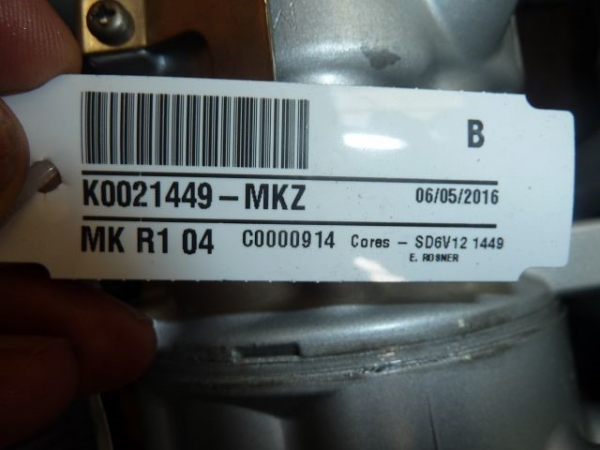 B
K0021449-MKZ 06/05/2016
MK R1 04 C0000914 Cores - SD6V12 1449
E. ROSNER